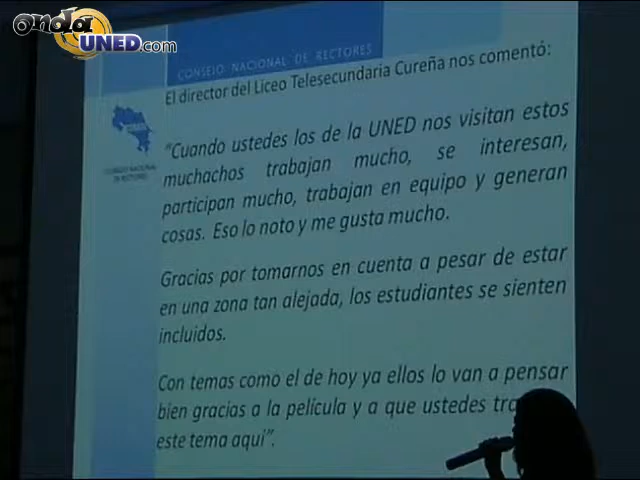 onda
UNED.com
CONSEJO NACIONAL DE RECTORES
El director del Liceo Telesecundaria Cureña nos comentó:
CONSEJO NACIONAL
DE RECTORES
"Cuando ustedes los de la UNED nos visitan estos
muchachos trabajan mucho, se interesan,
participan mucho, trabajan en equipo y generan
cosas. Eso lo noto y me gusta mucho.
Gracias por tomarnos en cuenta a pesar de estar
en una zona tan alejada, los estudiantes se sienten
incluidos.
Con temas como el de hoy ya ellos lo van a pensar
bien gracias a la película y a que ustedes
este tema aquí".